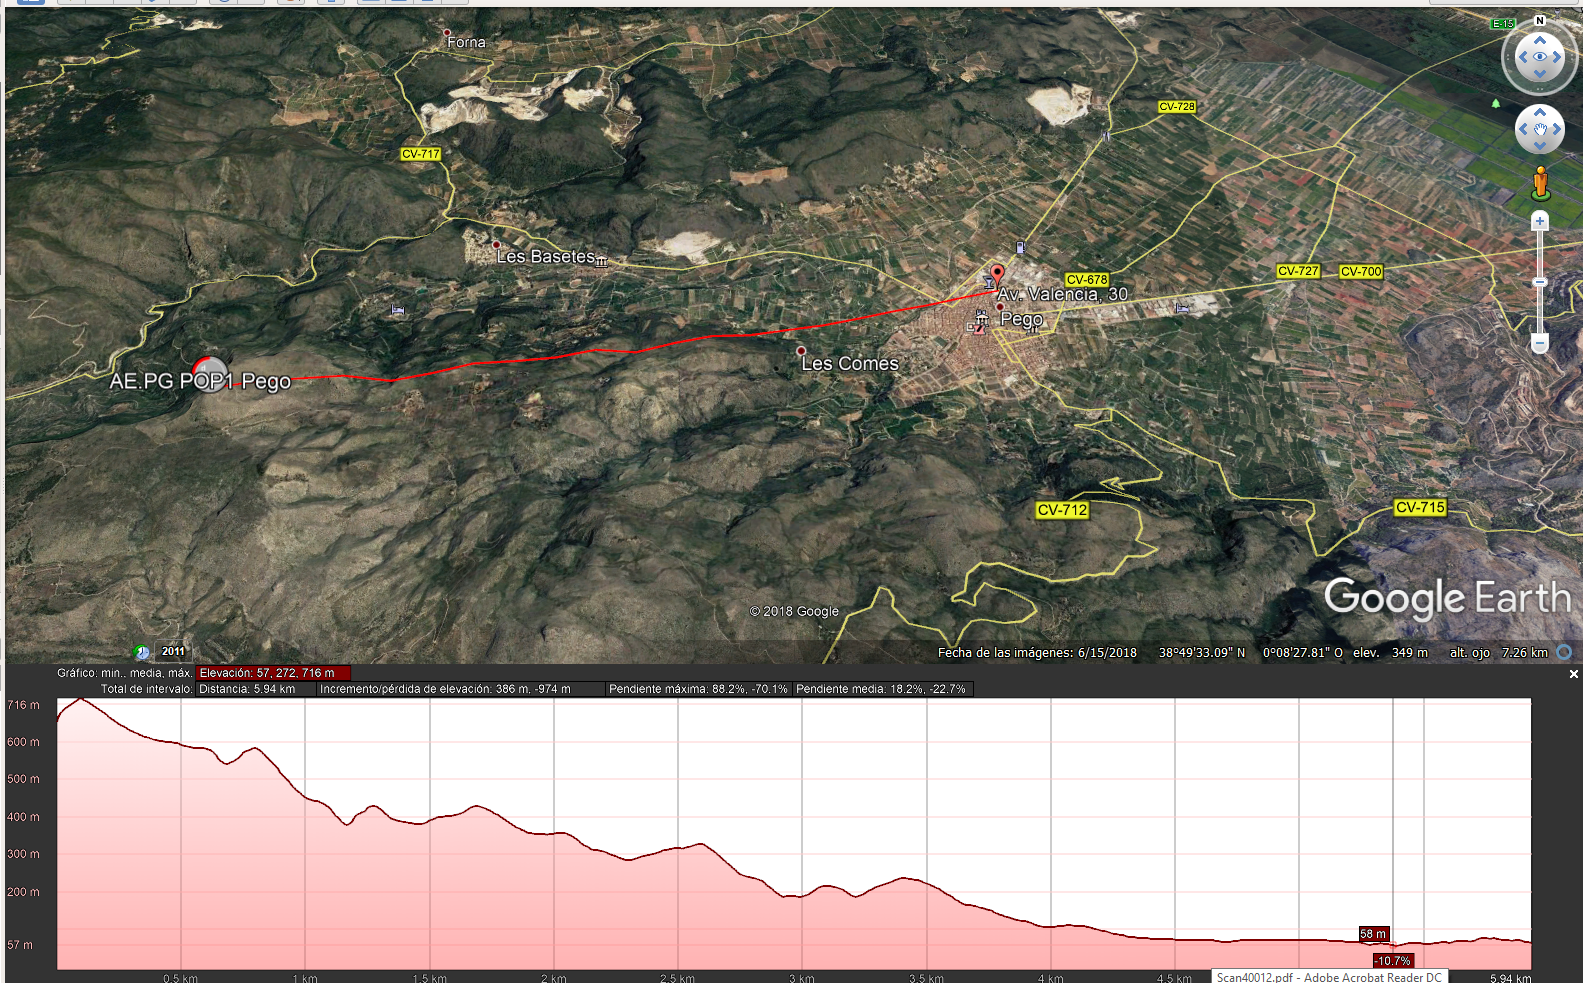 E-15
N
Forna
CV-728
CV-717
Les Basetes
CV-727
CV-700
CV-678
Av. Valencia, 30
Pego
Les Comes
AE.PG POP1 Pego
CV-712
CV-715
Google Earth
© 2018 Google
2011
Fecha de las imágenes: 6/15/2018 38°49'33.09" N 0°08'27.81" O elev. 349 m alt. ojo 7.26 km
Gráfico: min., media, máx. Elevación: 57, 272, 716 m
Total de intervalo: Distancia: 5.94 km Incremento/pérdida de elevación: 386 m, -974 m Pendiente máxima: 88.2%, -70.1% Pendiente media: 18.2%, -22.7%
716 m
600 m
500 m
400 m
300 m
200 m
57 m
58 m
-10.7%
0.5 km 1 km 1.5 km 2 km 2.5 km 3 km 3.5 km 4 km 4.5 km 5.94 km
Scan40012.pdf - Adobe Acrobat Reader DC